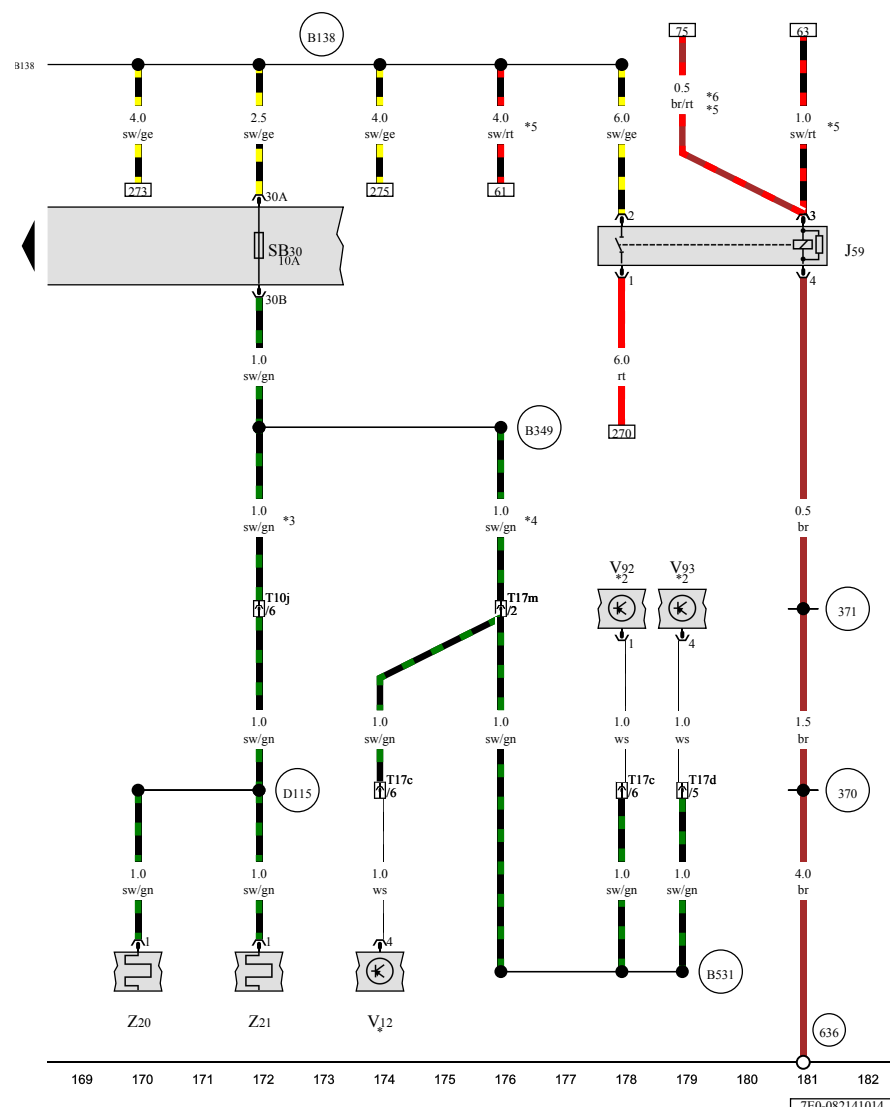 B138
75
63
B138
4.0
sw/ge
2.5
sw/ge
4.0
sw/ge
4.0
sw/rt
*5
6.0
sw/ge
0.5
br/rt
*6
*5
1.0
sw/rt
*5
273
30A
275
61
2
3
SB30
10A
J59
30B
1
4
1.0
sw/gn
6.0
rt
B349
270
1.0
sw/gn
*3
1.0
sw/gn
*4
0.5
br
V92
*2
V93
*2
T10j
/6
T17m
/2
371
1
4
1.0
sw/gn
1.0
sw/gn
1.0
sw/gn
1.0
ws
1.0
ws
1.5
br
D115
T17c
/6
T17c
/6
T17d
/5
370
1.0
sw/gn
1.0
sw/gn
1.0
ws
1.0
sw/gn
1.0
sw/gn
4.0
br
1
1
4
B531
Z20
Z21
V12
*
636
169 170 171 172 173 174 175 176 177 178 179 180 181 182
7E0-082141014